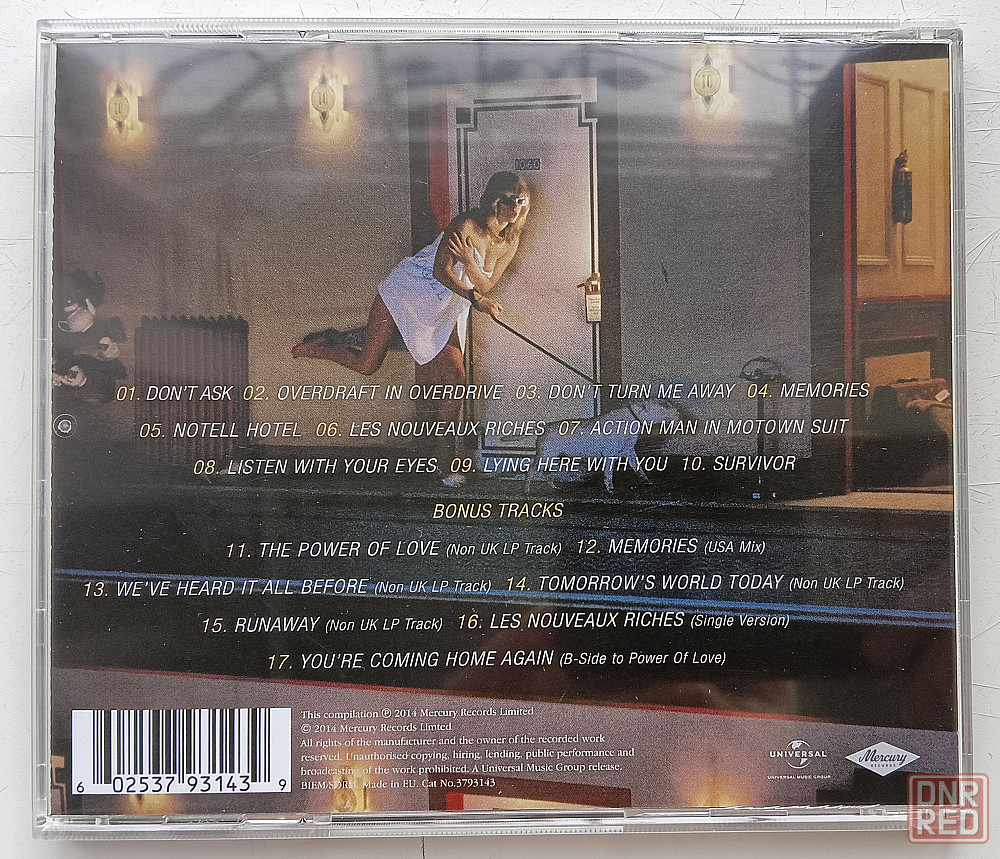 10
10
10
1060
01. DON'T ASK 02. OVERDRAFT IN OVERDRIVE 03. DON'T TURN ME AWAY 04. MEMORIES
05. NOTELL HOTEL 06. LES NOUVEAUX RICHES 07. ACTION MAN IN MOTOWN SUIT
08. LISTEN WITH YOUR EYES 09. LYING HERE WITH YOU 10. SURVIVOR
BONUS TRACKS
11. THE POWER OF LOVE (Non UK LP Track) 12. MEMORIES (USA Mix)
13. WE'VE HEARD IT ALL BEFORE (Non UK LP Track) 14. TOMORROW'S WORLD TODAY (Non UK LP Track)
15. RUNAWAY (Non UK LP Track) 16. LES NOUVEAUX RICHES (Single Version)
17. YOU'RE COMING HOME AGAIN (B-Side to Power Of Love)
This compilation ℗ 2014 Mercury Records Limited
© 2014 Mercury Records Limted
All rights of the manufacturer and the owner of the recorded work
reserved. Unauthorised copying, hiring, lending, public performance and
broadcasting of the work prohibited. A Universal Music Group release.
BIEM/SDRM. Made in EU. Cat No.3793143
6 02537 93143 9
UNIVERSAL
UNIVERSAL MUSIC GROUP
Mercury
RECORDS
DNR
RED